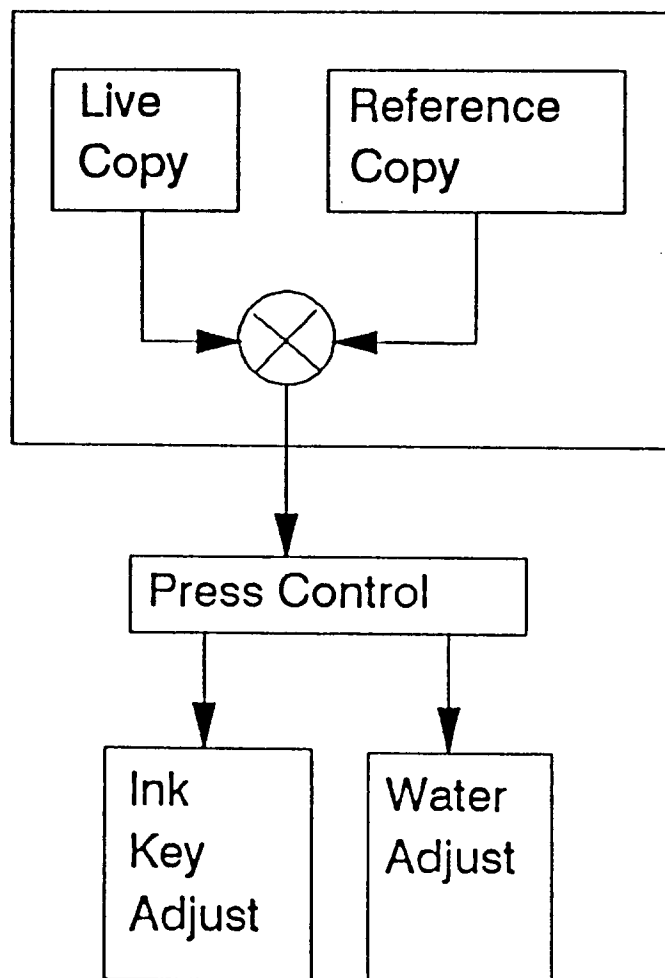 Live
Copy
Reference
Copy
Press Control
Ink
Key
Adjust
Water
Adjust